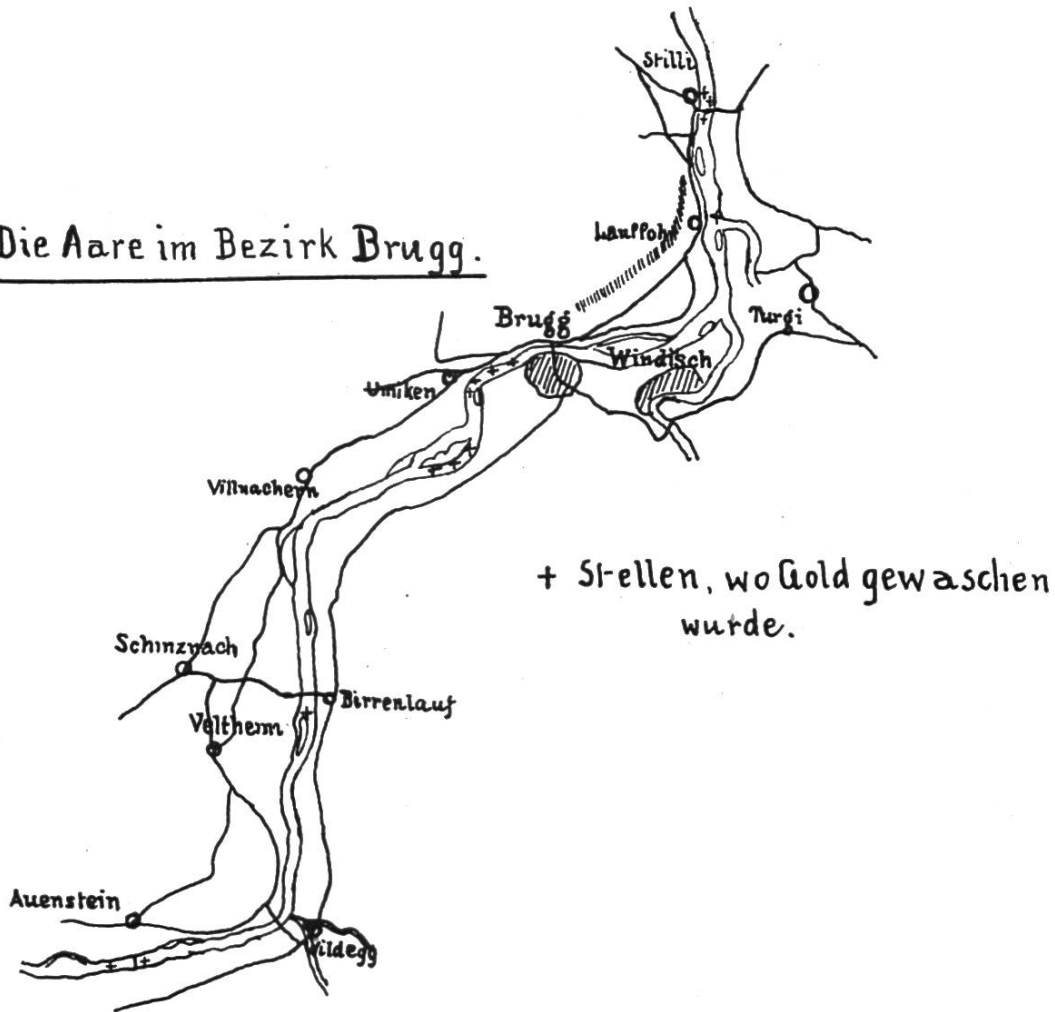 Stilli
Lauffohr
Die Aare im Bezirk Brugg.
Brugg
Turgi
Windisch
Umiken
Villnachern
+ Stellen, wo Gold gewaschen
wurde.
Schinznach
Birrenlauf
Veltheim
Auenstein
Wildegg